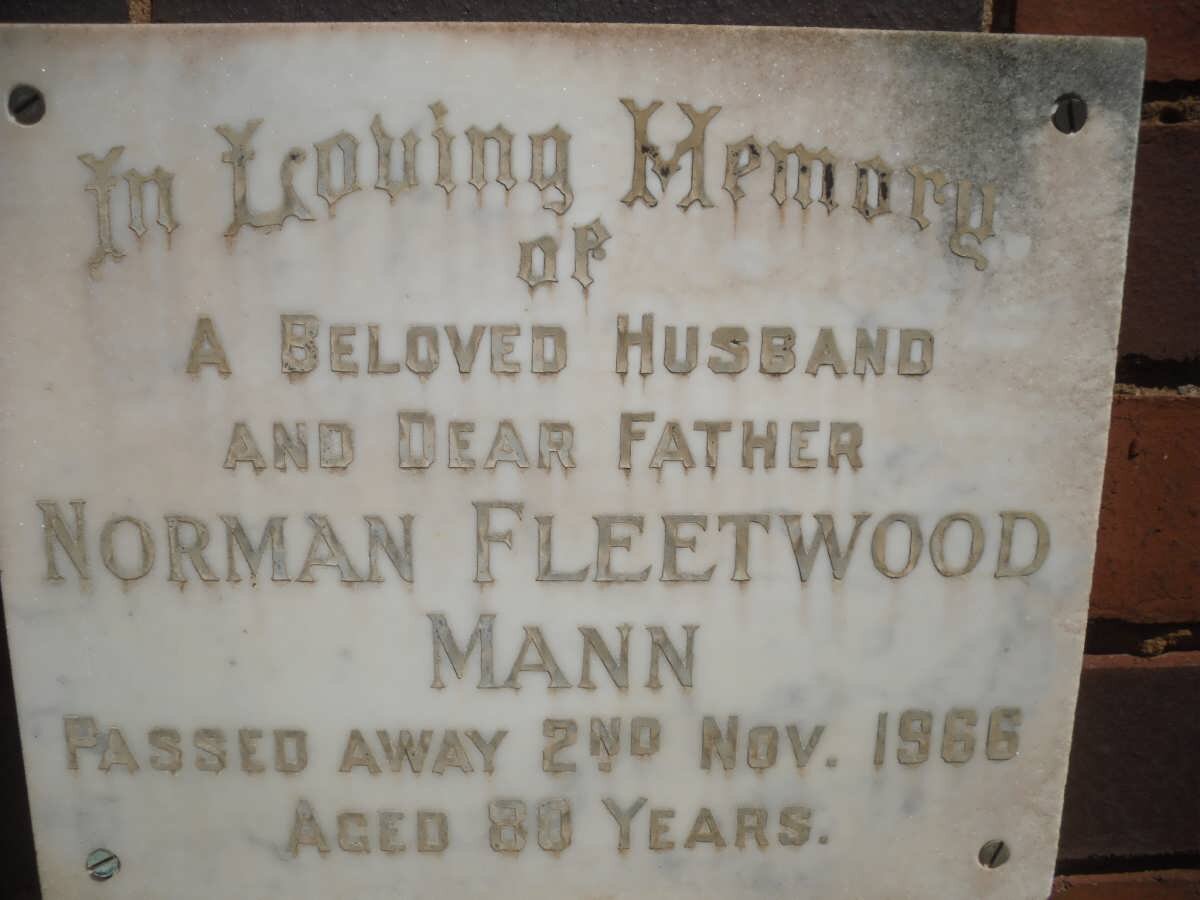 In Loving Memory
of
A BELOVED HUSBAND
AND DEAR FATHER
NORMAN FLEETWOOD
MANN
PASSED AWAY 2ND NOV. 1966
AGED 80 YEARS.